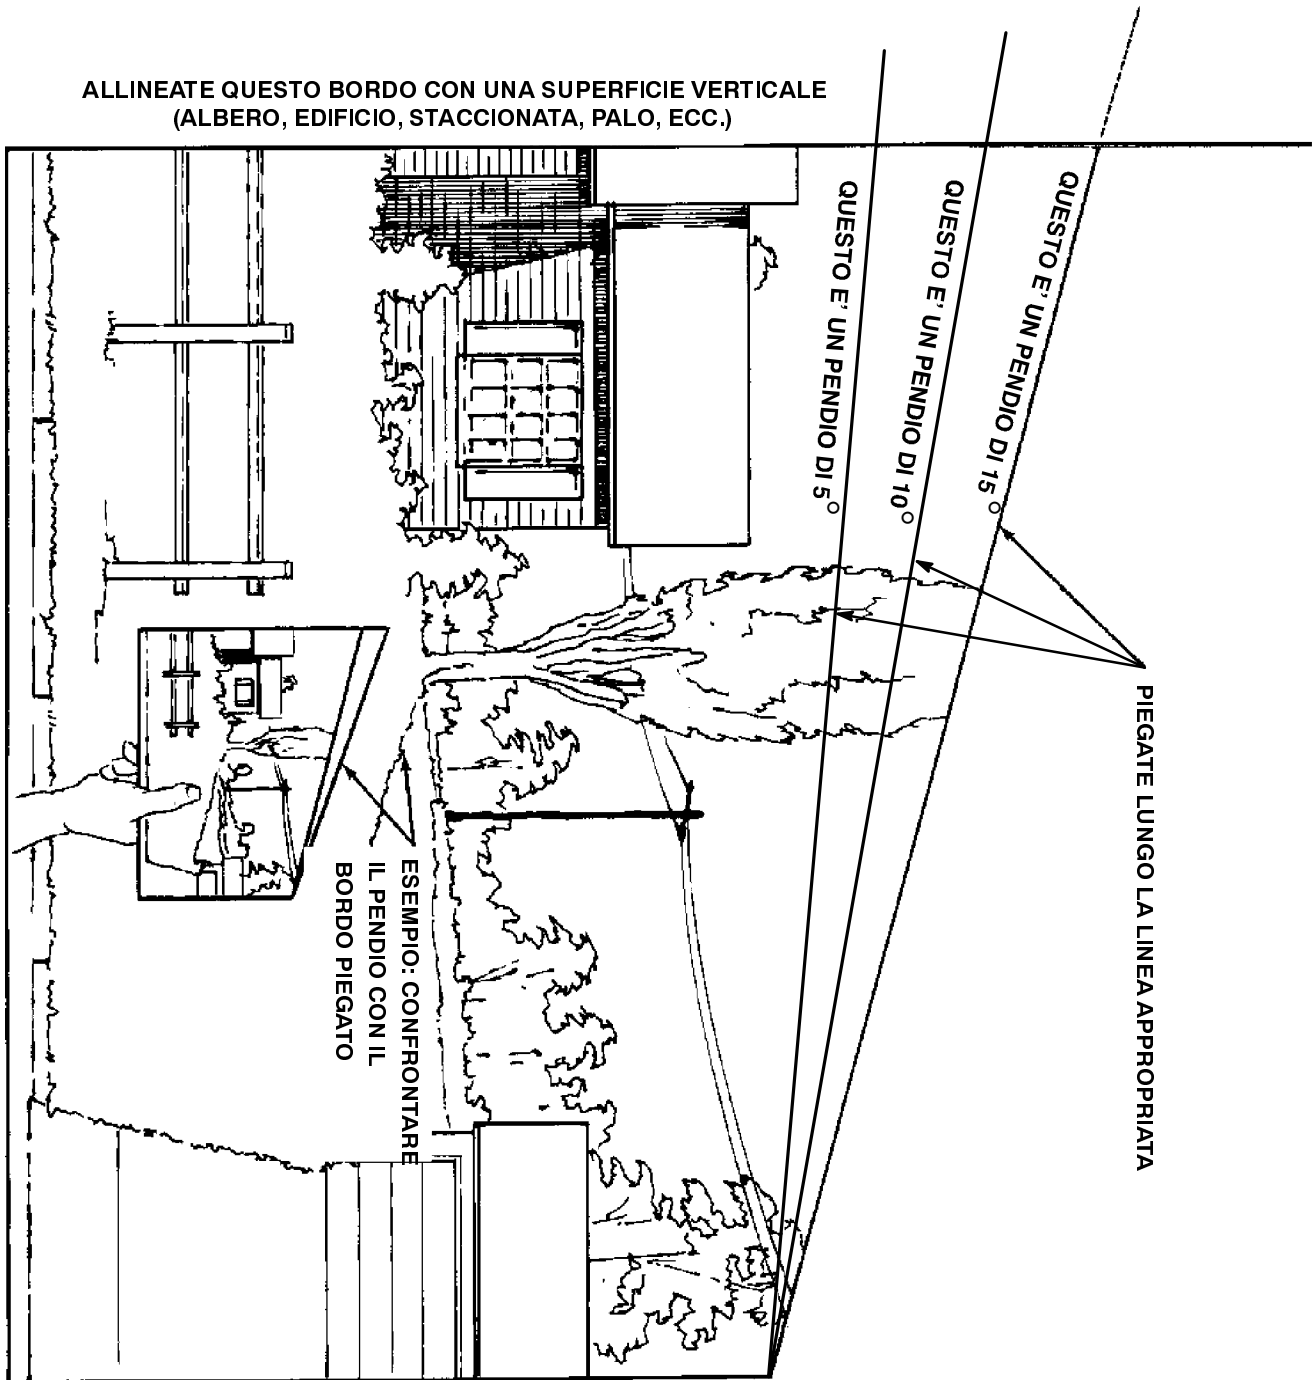 ALLINEATE QUESTO BORDO CON UNA SUPERFICIE VERTICALE
(ALBERO, EDIFICIO, STACCIONATA, PALO, ECC.)
QUESTO E' UN PENDIO DI 5°
QUESTO E' UN PENDIO DI 10°
QUESTO E' UN PENDIO DI 15°
PIEGATE LUNGO LA LINEA APPROPRIATA
ESEMPIO: CONFRONTARE
IL PENDIO CON IL
BORDO PIEGATO